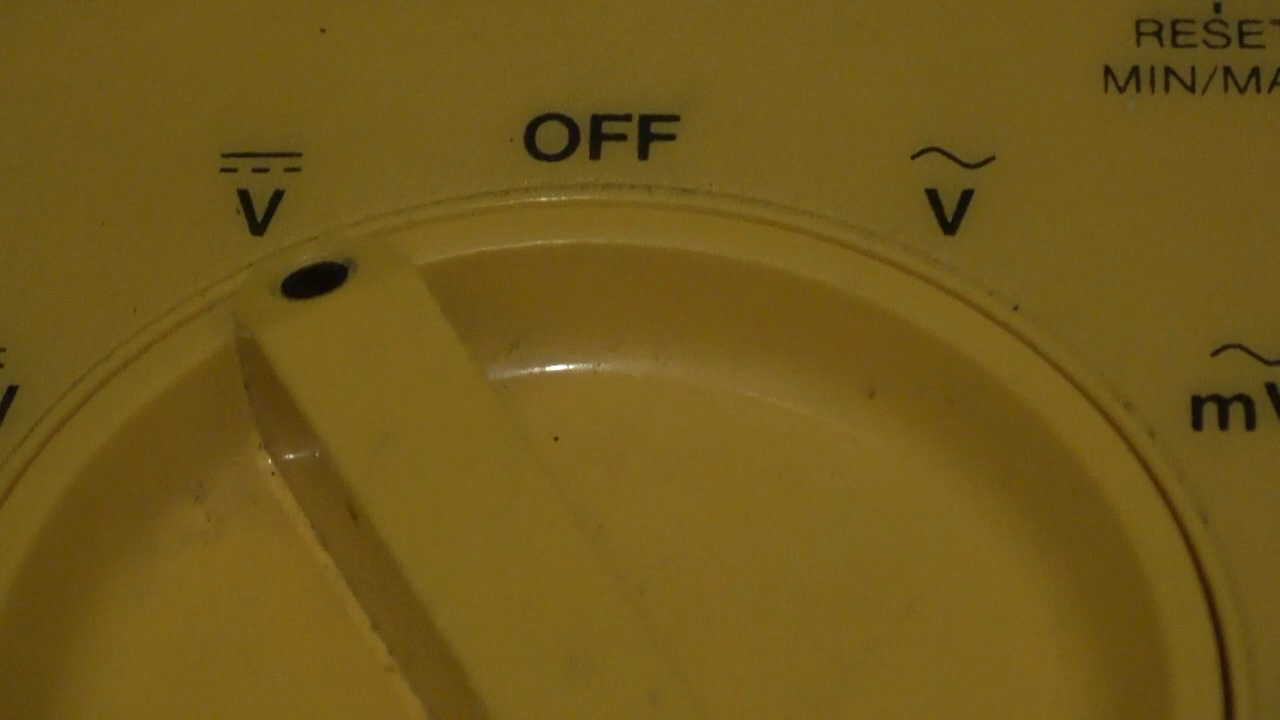 RESET
MIN/MA
OFF
V
V
mV